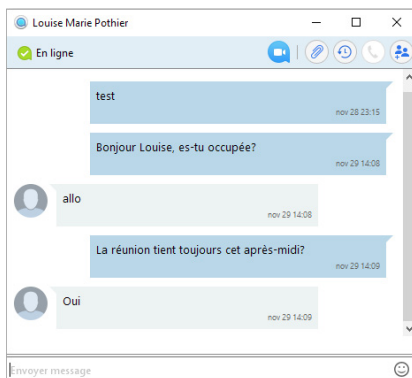 Louise Marie Pothier
En ligne
test
nov 28 23:15
Bonjour Louise, es-tu occupée?
nov 29 14:08
allo
nov 29 14:08
La réunion tient toujours cet après-midi?
nov 29 14:09
Oui
nov 29 14:09
Envoyer message